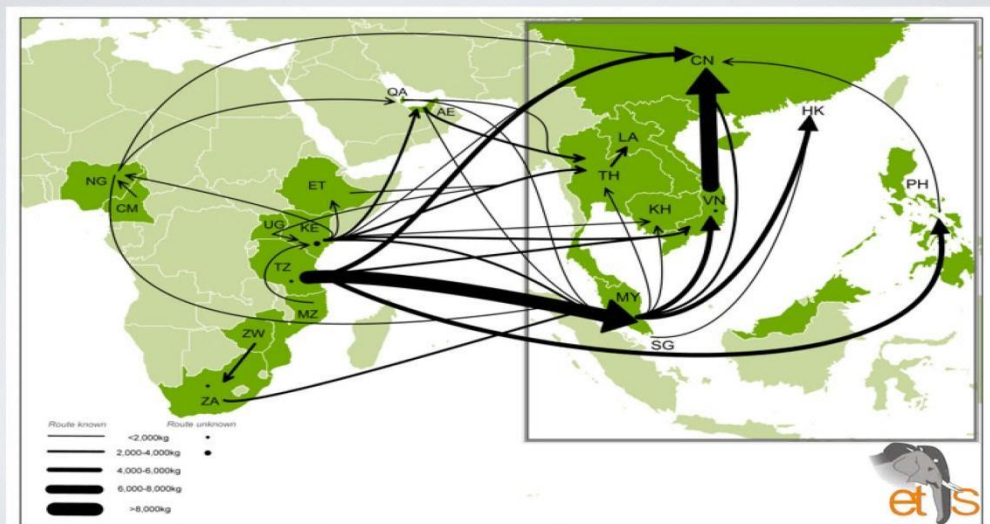 CN
QA
AE
HK
LA
NG
ET
TH
PH
CM
UG
KE
KH
VN
TZ
MZ
MY
ZW
SG
ZA
Route known
Route unknown
<2,000kg
2,000-4,000kg
4,000-6,000kg
6,000-8,000kg
>8,000kg
etis